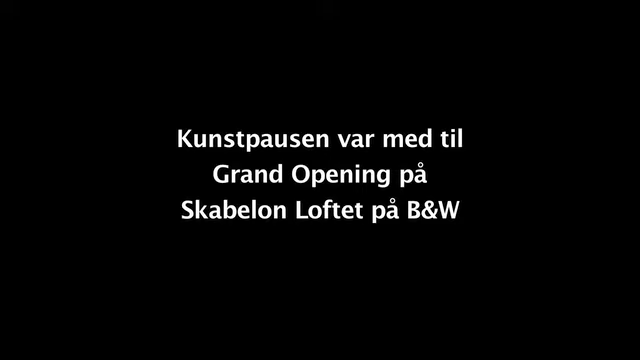 Kunstpausen var med til
Grand Opening på
Skabelon Loftet på B&W